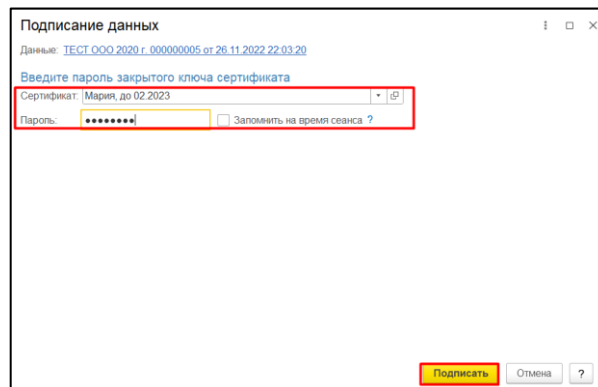 Подписание данных
Данные: ТЕСТ ООО 2020 г. 000000005 от 26.11.2022 22:03:20
Введите пароль закрытого ключа сертификата
Сертификат: Мария, до 02.2023
Пароль: ●●●●●●●● Запомнить на время сеанса ?
Подписать Отмена ?